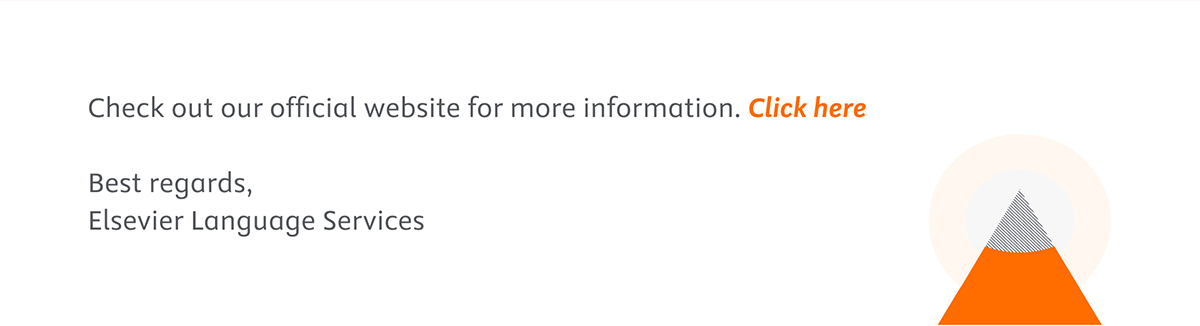 Check out our official website for more information. Click here
Best regards,
Elsevier Language Services